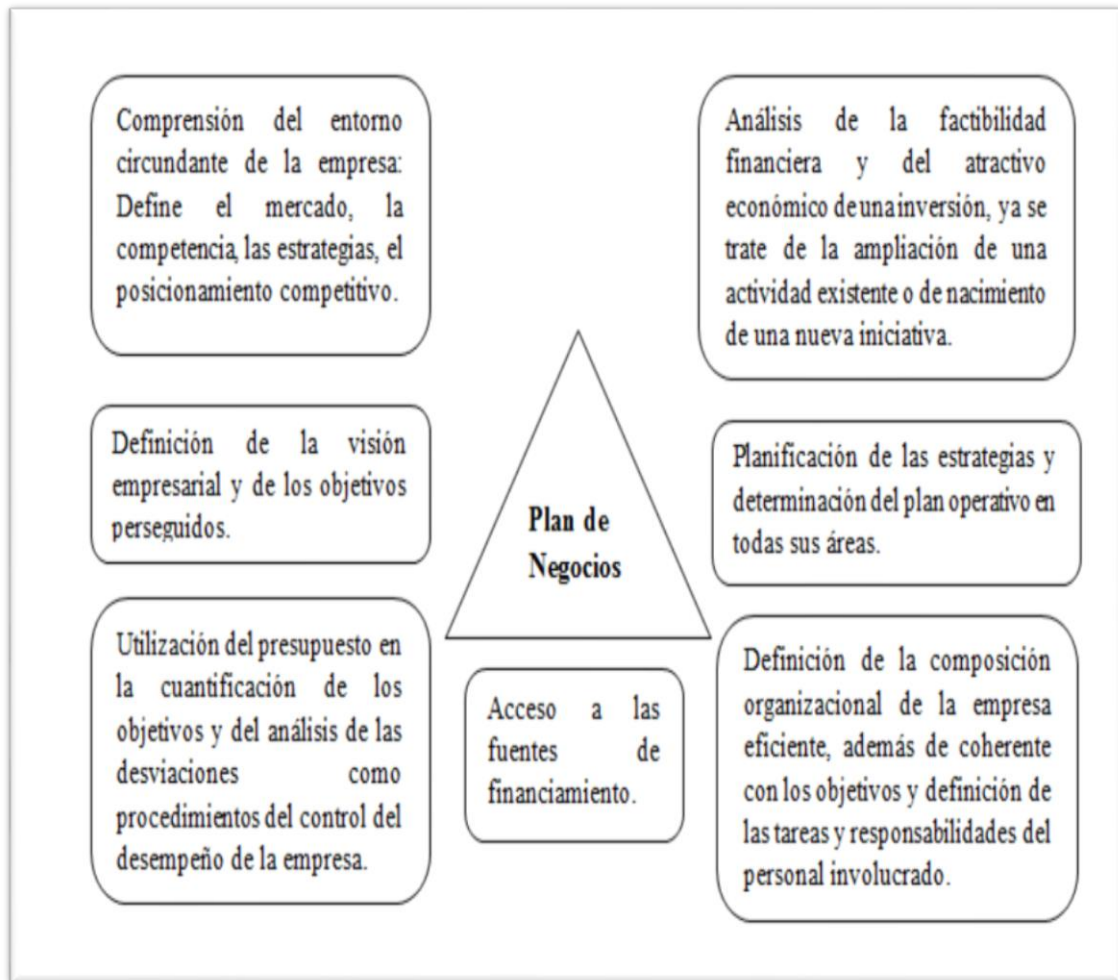 Comprensión del entorno
circundante de la empresa:
Define el mercado, la
competencia, las estrategias, el
posicionamiento competitivo.
Análisis de la factibilidad
financiera y del atractivo
económico de una inversión, ya se
trate de la ampliación de una
actividad existente o de nacimiento
de una nueva iniciativa.
Definición de la visión
empresarial y de los objetivos
perseguidos.
Plan de
Negocios
Planificación de las estrategias y
determinación del plan operativo en
todas sus áreas.
Utilización del presupuesto en
la cuantificación de los
objetivos y del análisis de las
desviaciones como
procedimientos del control del
desempeño de la empresa.
Acceso a las
fuentes de
financiamiento.
Definición de la composición
organizacional de la empresa
eficiente, además de coherente
con los objetivos y definición de
las tareas y responsabilidades del
personal involucrado.